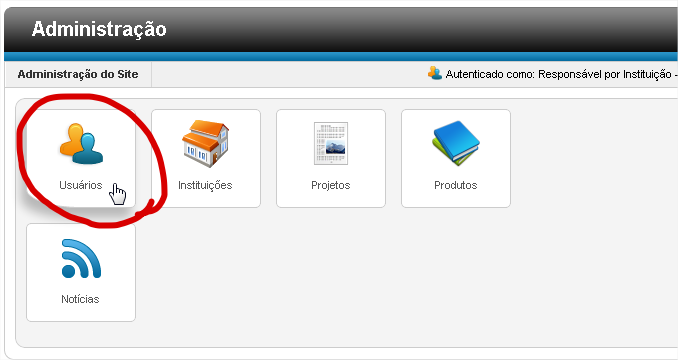 Administração
Administração do Site
Autenticado como: Responsável por Instituição -
Usuários
Instituições
Projetos
Produtos
Notícias